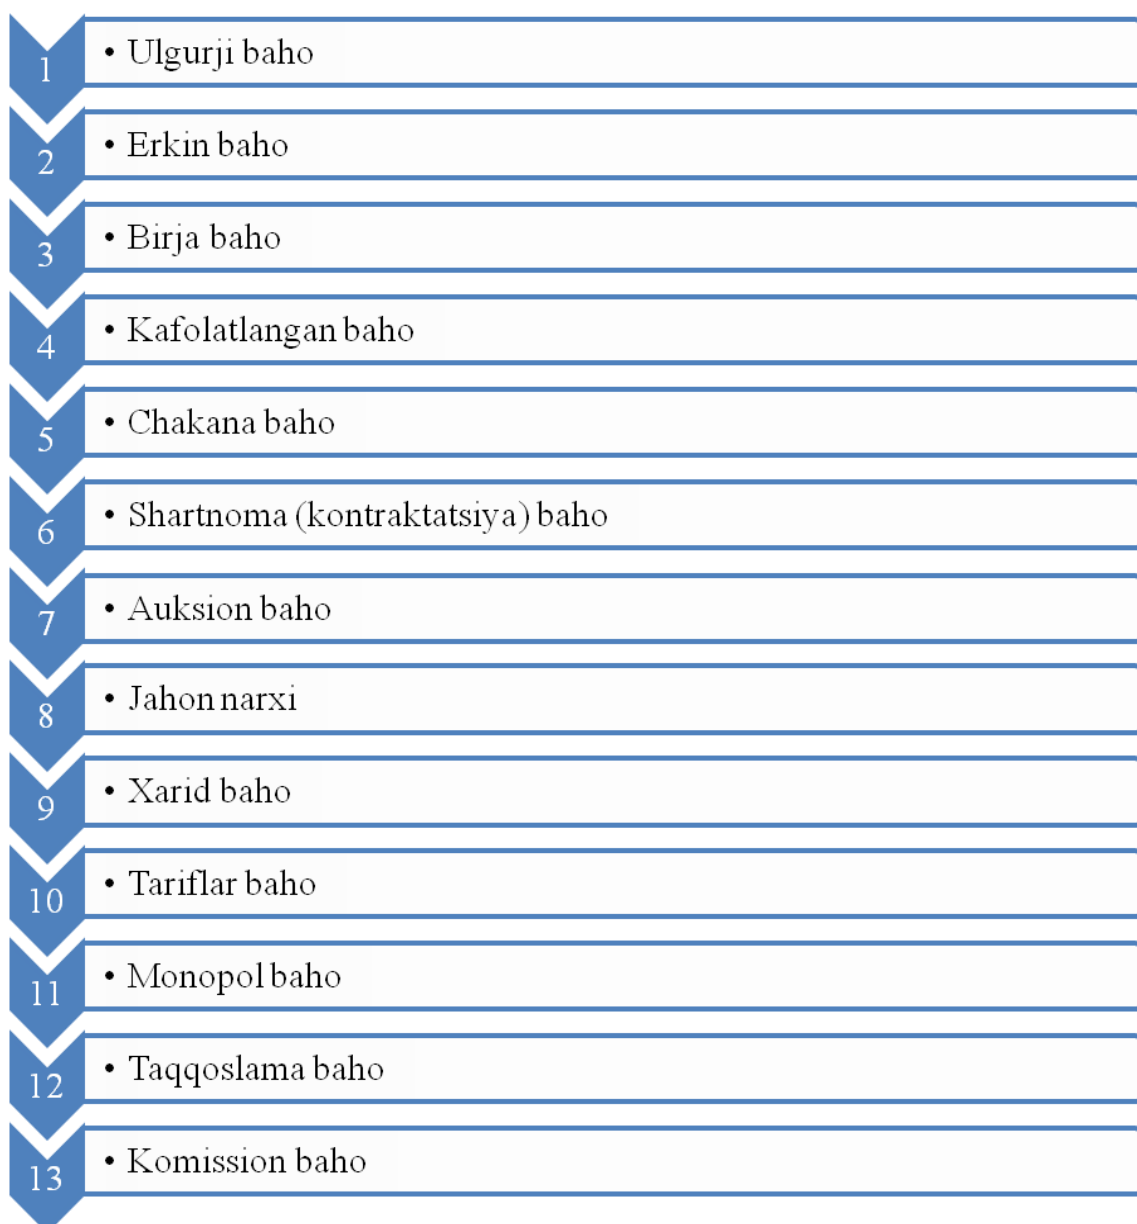 1 • Ulgurji baho
2 • Erkin baho
3 • Birja baho
4 • Kafolatlangan baho
5 • Chakana baho
6 • Shartnoma (kontraktatsiya) baho
7 • Auksion baho
8 • Jahon narxi
9 • Xarid baho
10 • Tariflar baho
11 • Monopol baho
12 • Taqqoslama baho
13 • Komission baho